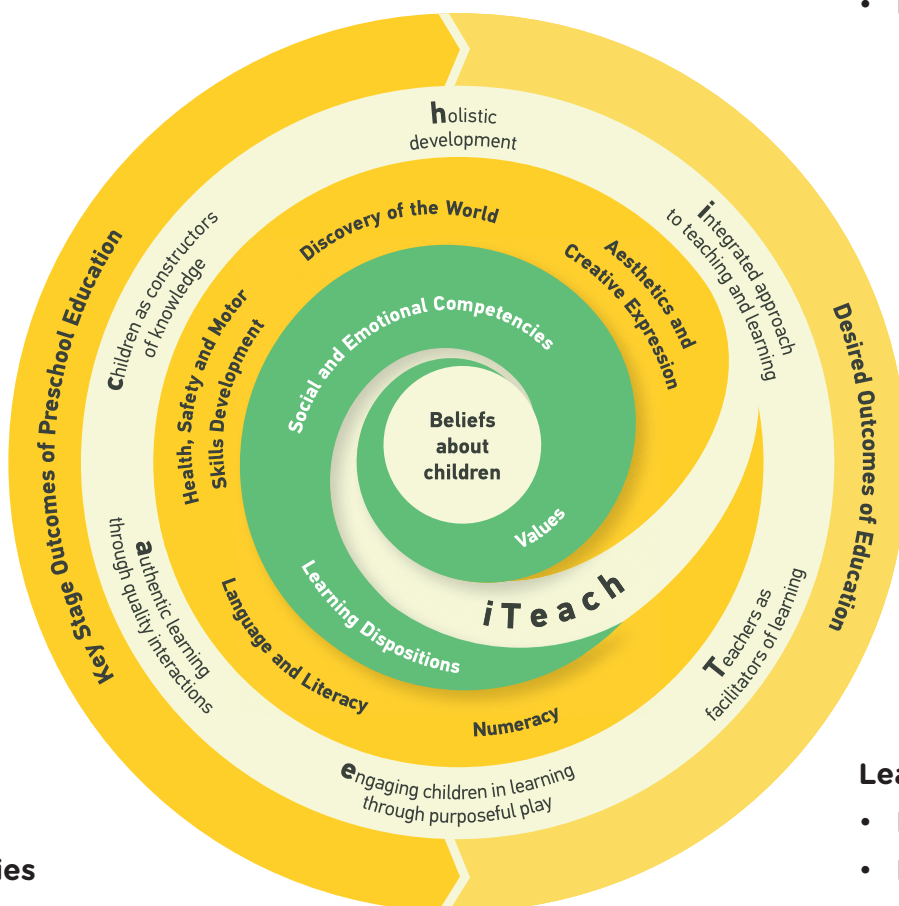 holistic
development
integrated approach
to teaching and learning
Teachers as
facilitators of learning
engaging children in learning
through purposeful play
authentic learning
through quality interactions
Children as constructors
of knowledge
Key Stage Outcomes of Preschool Education
Desired Outcomes of Education
Discovery of the World
Aesthetics and
Creative Expression
Numeracy
Language and Literacy
Health, Safety and Motor
Skills Development
Social and Emotional Competencies
Values
Learning Dispositions
iTeach
Beliefs
about
children